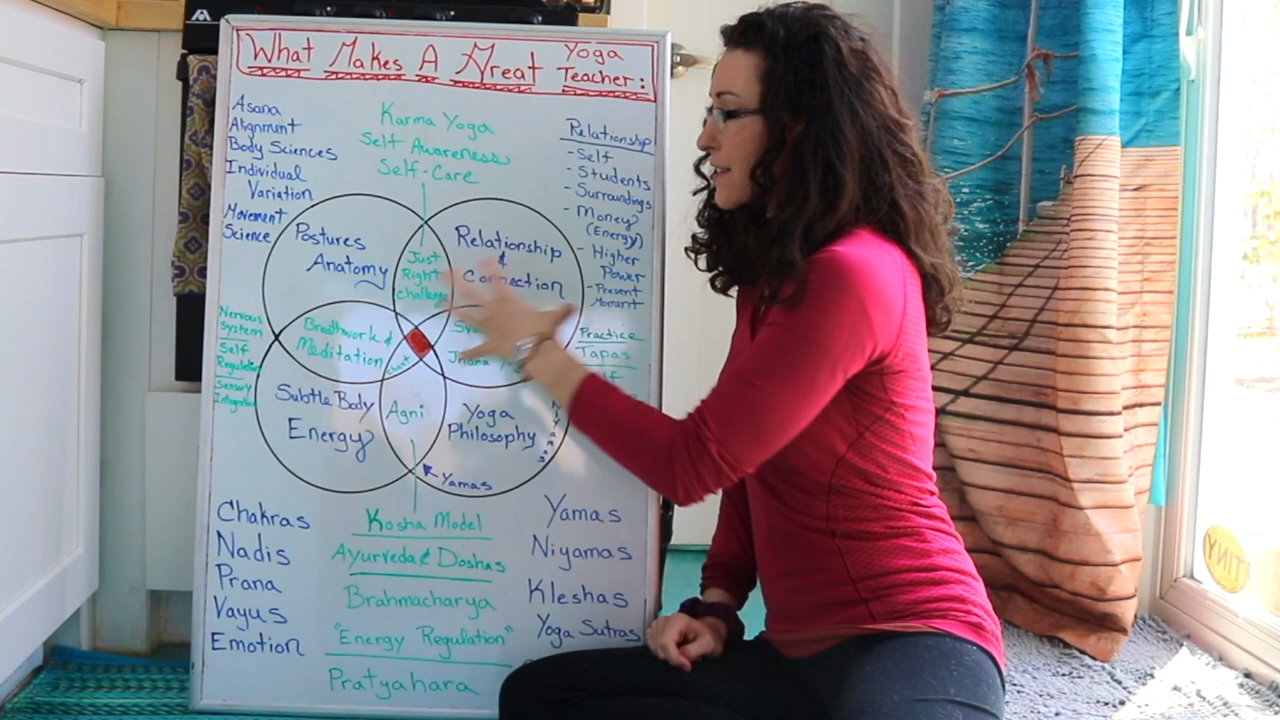 What Makes A Great Yoga Teacher:
Asana
Alignment
Body Sciences
Individual
Variation
Movement
Science
Karma Yoga
Self Awareness
Self-Care
Relationship
- Self
- Students
- Surroundings
- Money
(Energy)
- Higher
Power
- Present
Moment
Postures
Anatomy
Just
Right
Challenge
Relationship
&
Connection
Nervous
System
Self
Regulation
Sensory
Integration
Breathwork &
Meditation
Jnana
Practice
Tapas
Subtle Body
Energy
Agni
Yoga
Philosophy
Niyamas
Yamas
Chakras
Nadis
Prana
Vayus
Emotion
Kosha Model
Ayurveda & Doshas
Brahmacharya
"Energy Regulation"
Pratyahara
Yamas
Niyamas
Kleshas
Yoga Sutras
TINY